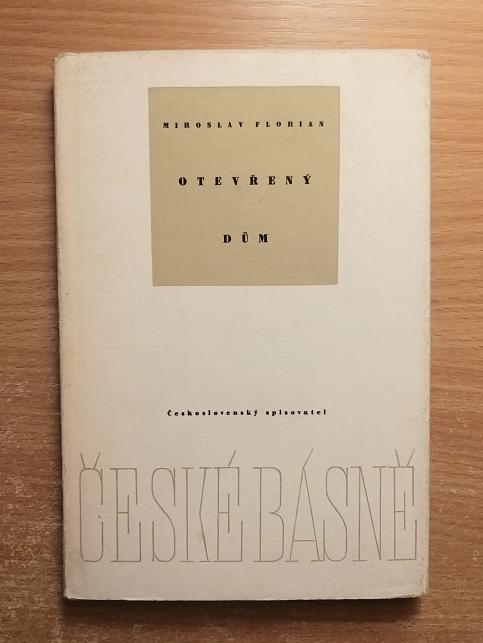 MIROSLAV FLORIAN
OTEVŘENÝ
DŮM
Československý spisovatel
ČESKÉ BÁSNĚ